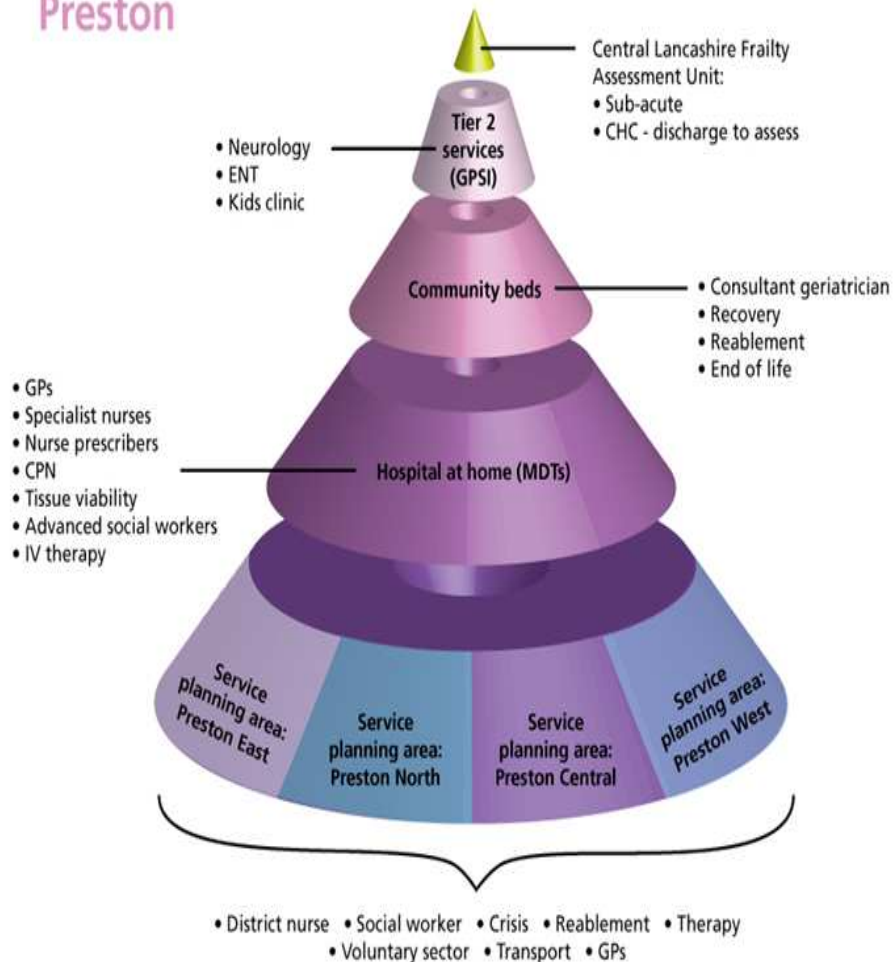 Preston
Central Lancashire Frailty
Assessment Unit:
• Sub-acute
• CHC - discharge to assess
Tier 2
services
(GPSI)
• Neurology
• ENT
• Kids clinic
Community beds
• Consultant geriatrician
• Recovery
• Reablement
• End of life
• GPs
• Specialist nurses
• Nurse prescribers
• CPN
• Tissue viability
• Advanced social workers
• IV therapy
Hospital at home (MDTs)
Service
planning area:
Preston East
Service
planning area:
Preston North
Service
planning area:
Preston Central
Service
planning area:
Preston West
• District nurse • Social worker • Crisis • Reablement • Therapy
• Voluntary sector • Transport • GPs